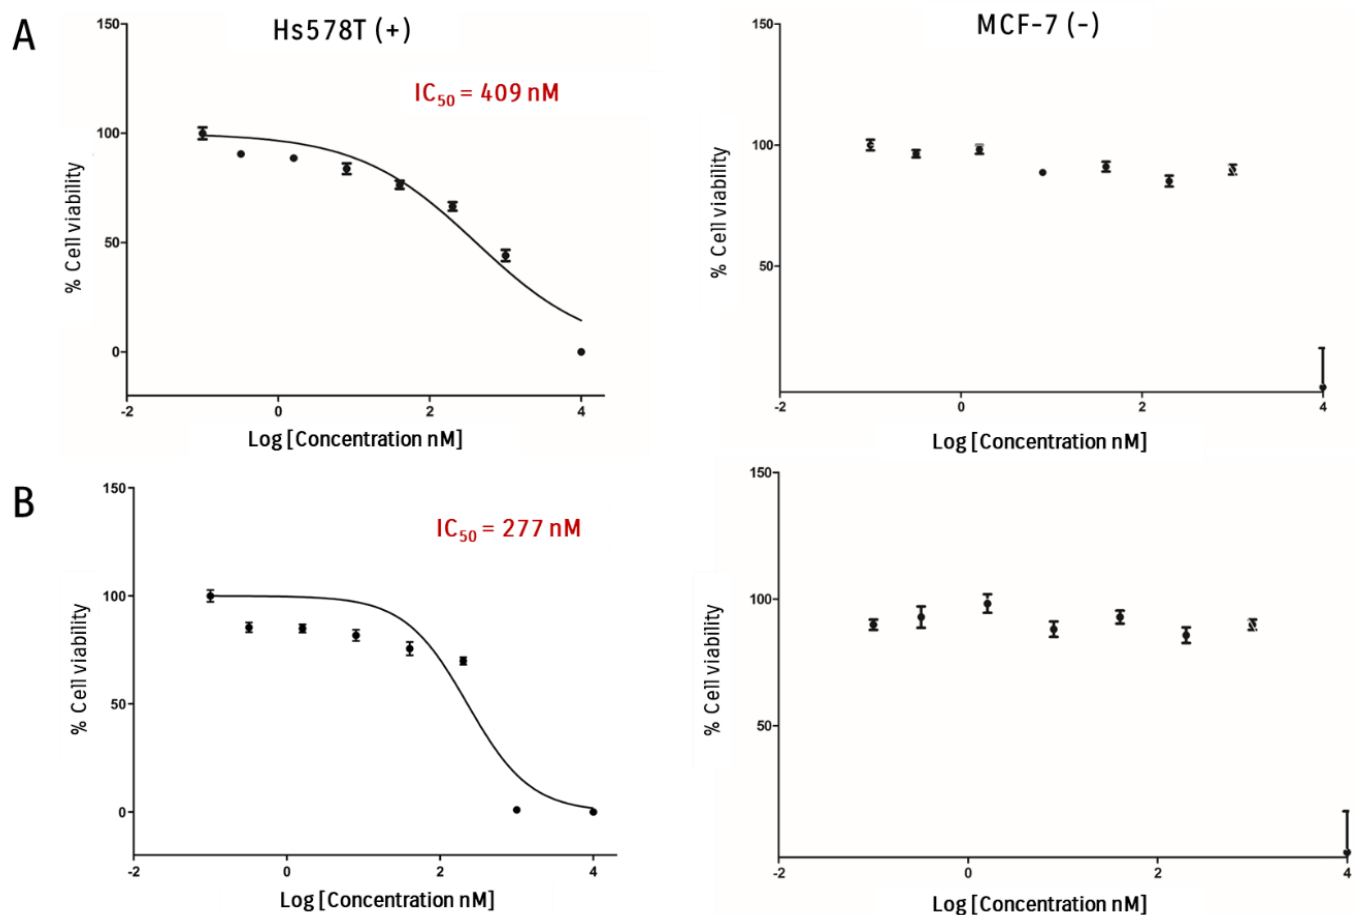 A
Hs578T (+)
IC50 = 409 nM
150
100
50
0
% Cell viability
-2
0
2
4
Log [Concentration nM]
MCF-7 (-)
150
100
50
% Cell viability
-2
0
2
4
Log [Concentration nM]
B
IC50 = 277 nM
150
100
50
0
% Cell viability
-2
0
2
4
Log [Concentration nM]
150
100
50
% Cell viability
-2
0
2
4
Log [Concentration nM]